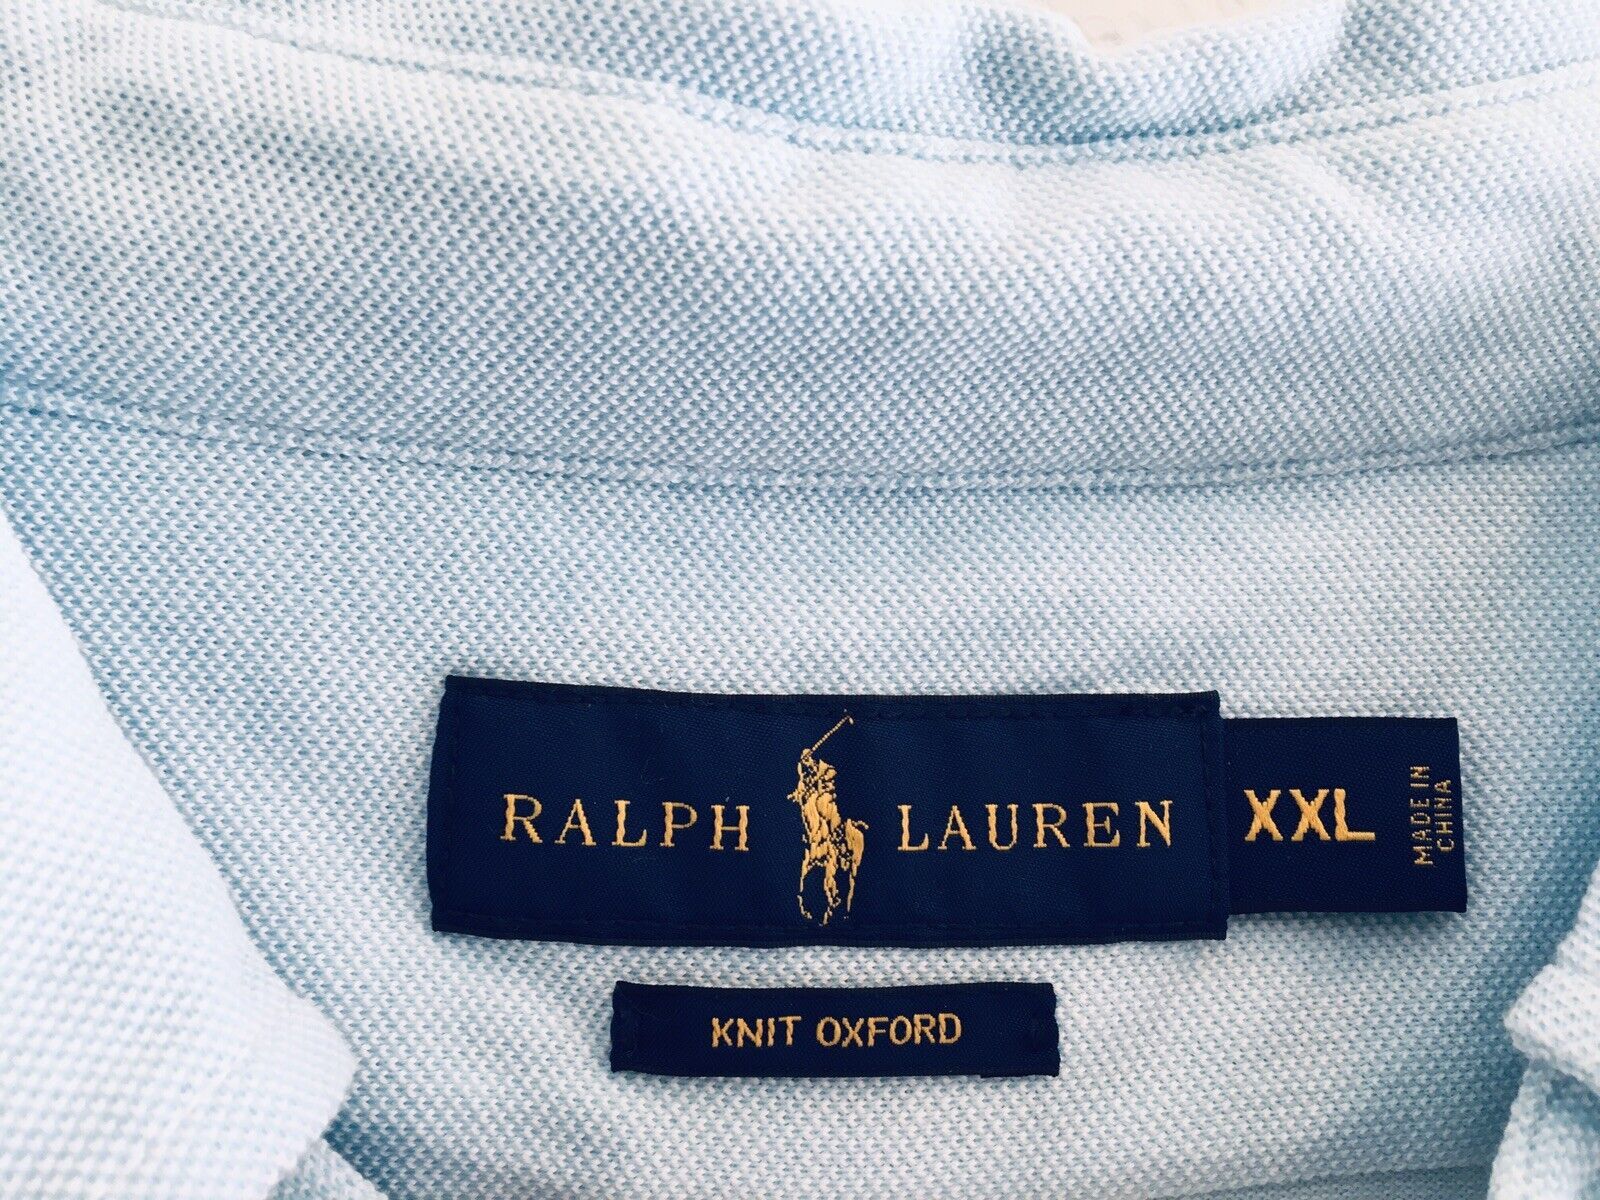 RALPH LAUREN
XXL
MADE IN
CHINA
KNIT OXFORD